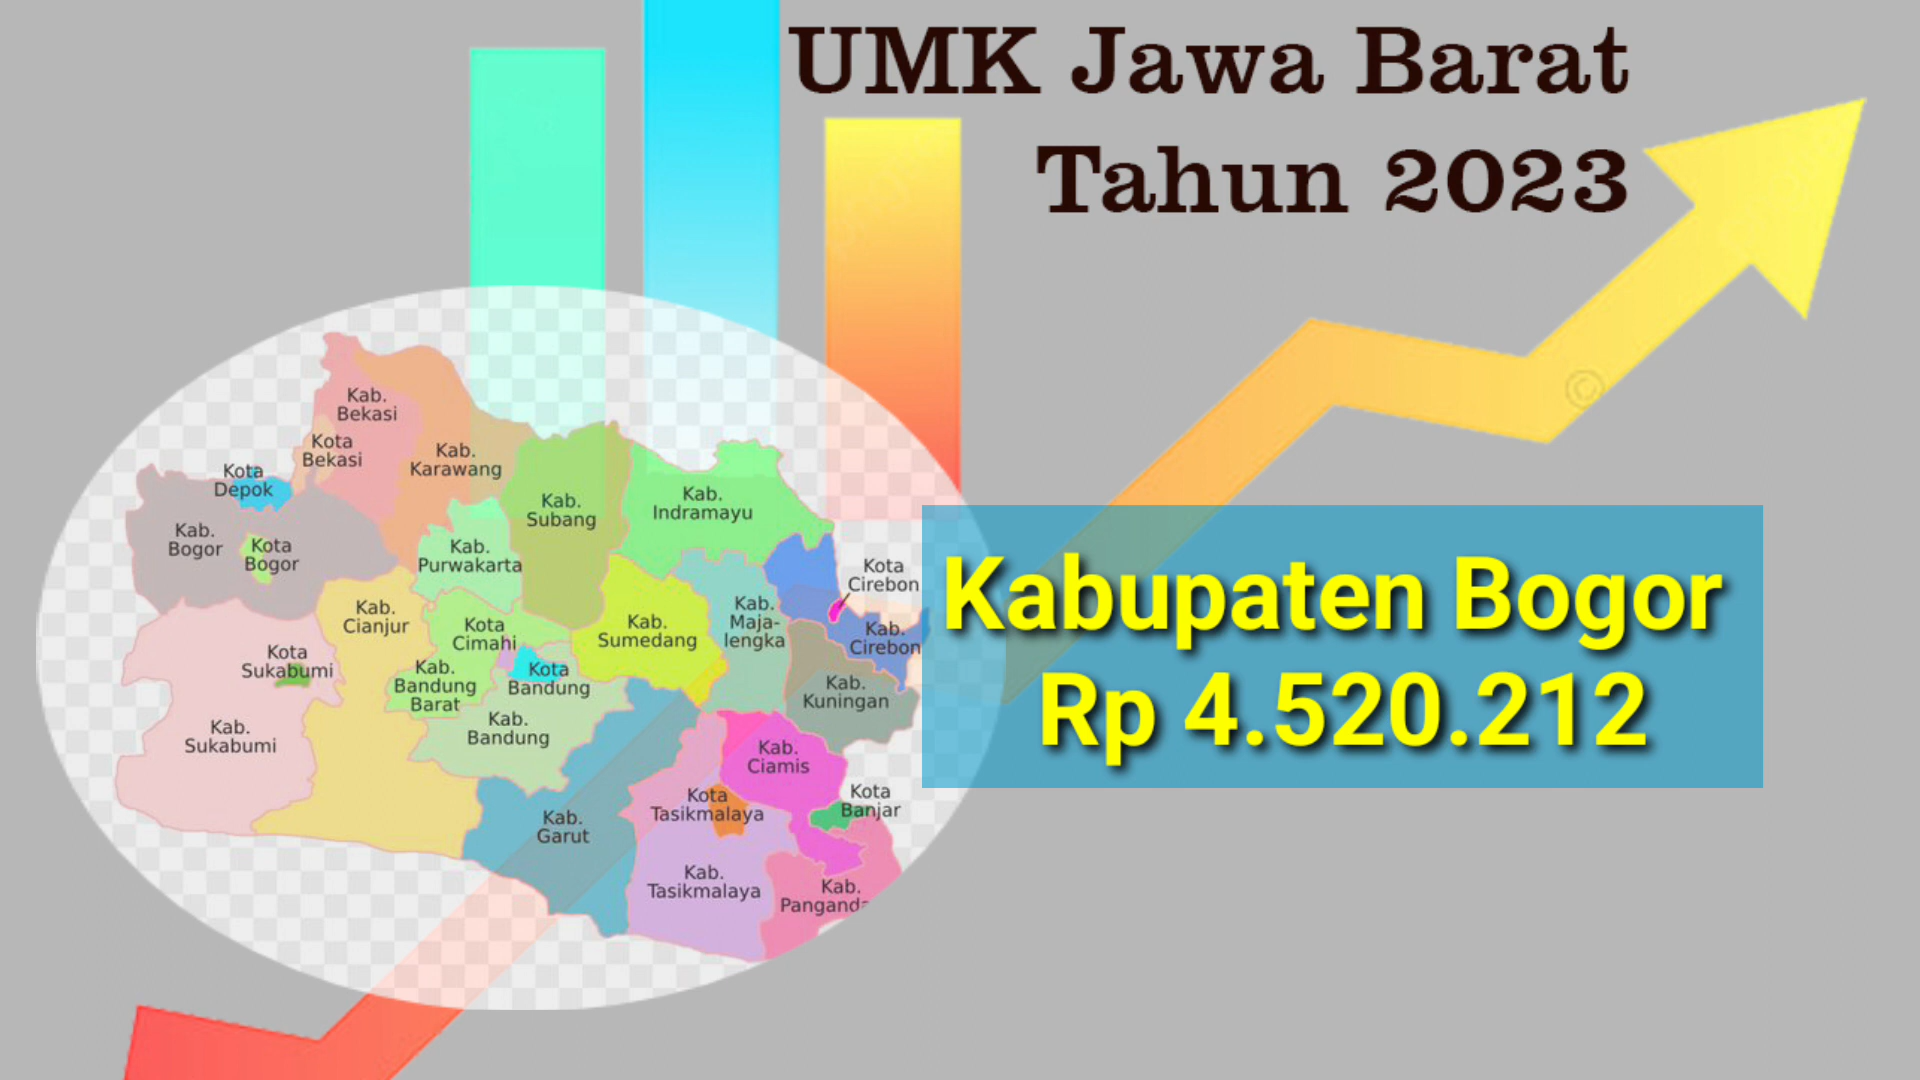 UMK Jawa Barat
Tahun 2023
Kab.
Bekasi
Kota
Bekasi
Kab.
Karawang
Kota
Depok
Kab.
Subang
Kab.
Indramayu
Kab.
Bogor
Kota
Bogor
Kab.
Purwakarta
Kota
Cirebon
Kab.
Cianjur
Kota
Cimahi
Kab.
Sumedang
Kab.
Maja-
lengka
Kab.
Cirebon
Kota
Sukabumi
Kab.
Bandung
Barat
Kota
Bandung
Kab.
Kuningan
Kab.
Sukabumi
Kab.
Bandung
Kab.
Ciamis
Kota
Tasikmalaya
Kota
Banjar
Kab.
Garut
Kab.
Tasikmalaya
Kab.
Panganda
Kabupaten Bogor
Rp 4.520.212
©